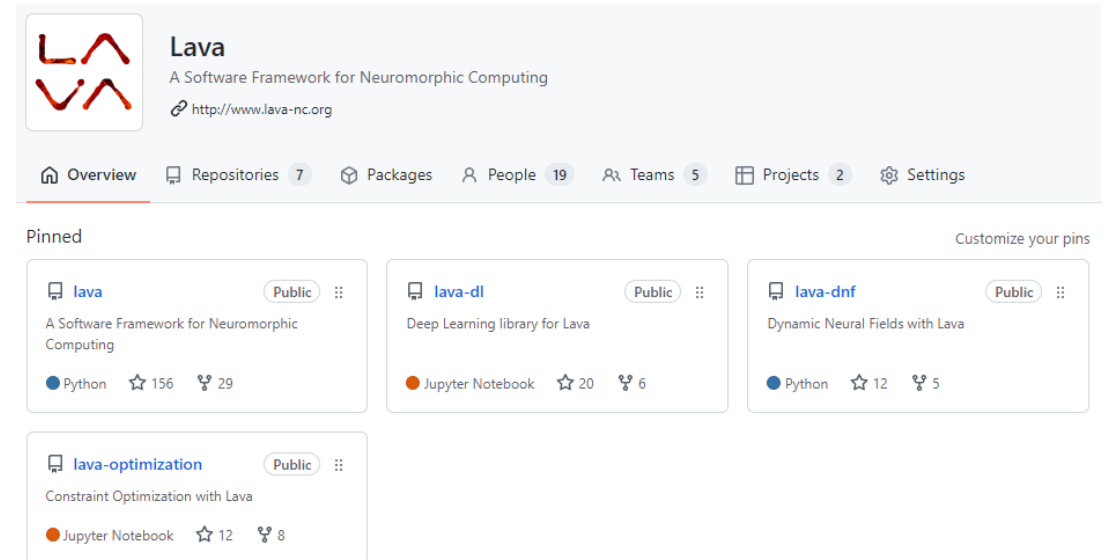 LAVA
Lava
A Software Framework for Neuromorphic Computing
http://www.lava-nc.org
Overview Repositories 7 Packages People 19 Teams 5 Projects 2 Settings
Pinned Customize your pins
lava Public
A Software Framework for Neuromorphic
Computing
Python 156 29
lava-dl Public
Deep Learning library for Lava
Jupyter Notebook 20 6
lava-dnf Public
Dynamic Neural Fields with Lava
Python 12 5
lava-optimization Public
Constraint Optimization with Lava
Jupyter Notebook 12 8